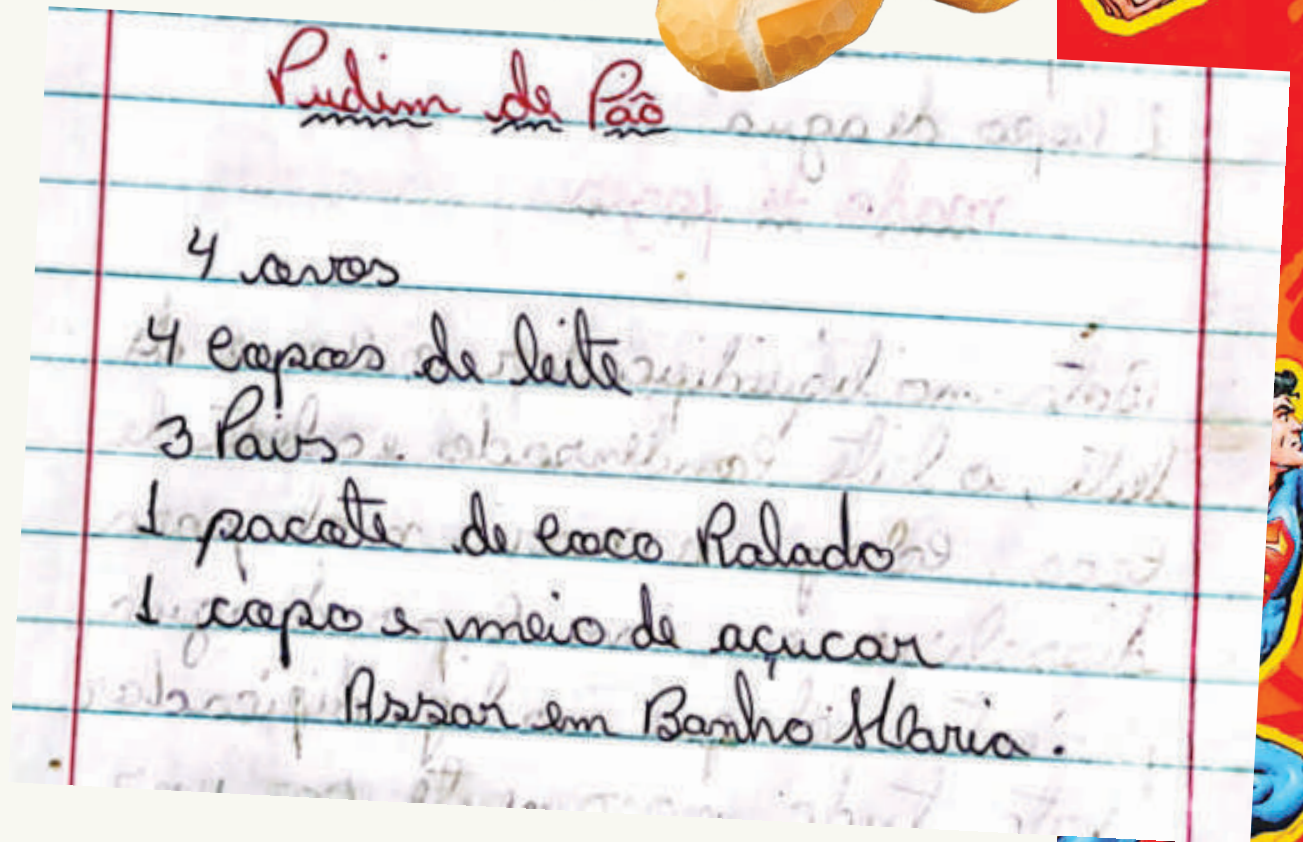 Pudim de Pão
4 ovos
4 copos de leite
3 Pais
1 pacote de coco Ralado
1 copo e meio de açucar
Assar em Banho Maria.